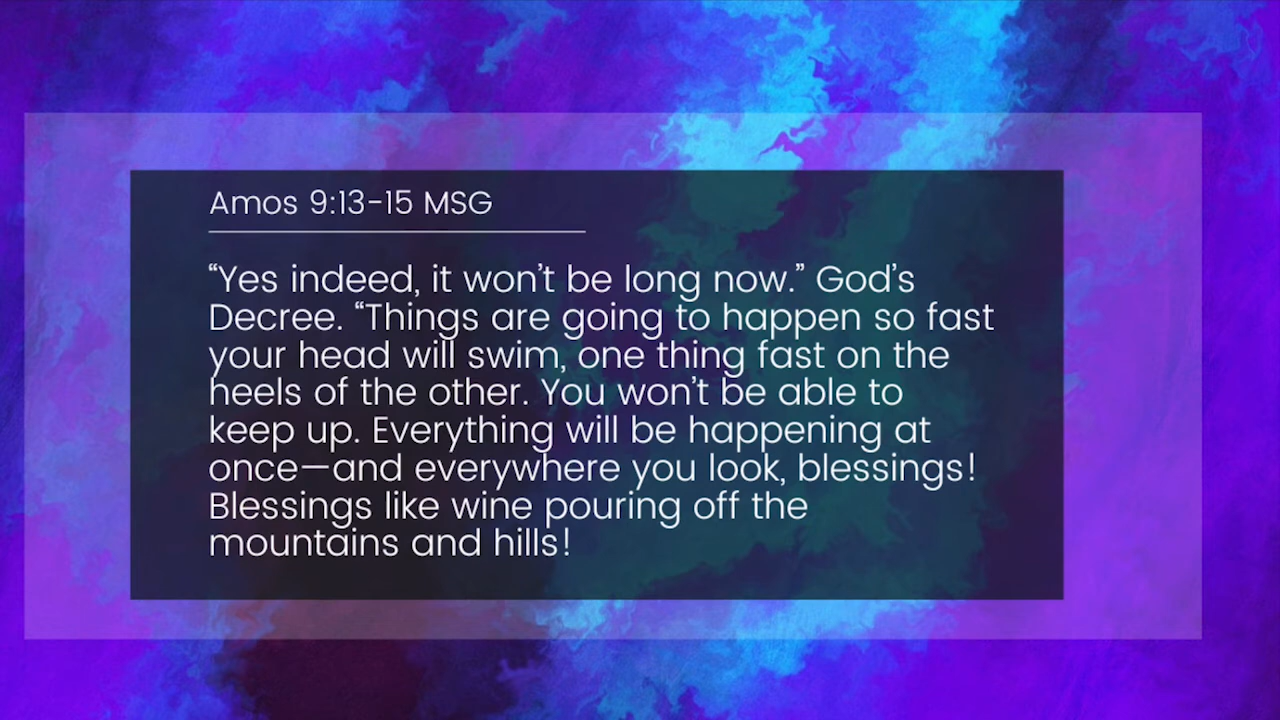 Amos 9:13-15 MSG
“Yes indeed, it won’t be long now.” God’s
Decree. “Things are going to happen so fast
your head will swim, one thing fast on the
heels of the other. You won’t be able to
keep up. Everything will be happening at
once—and everywhere you look, blessings!
Blessings like wine pouring off the
mountains and hills!